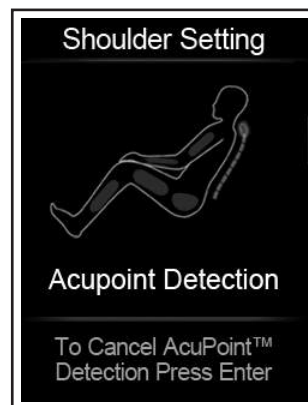 Shoulder Setting
Acupoint Detection
To Cancel AcuPoint™
Detection Press Enter